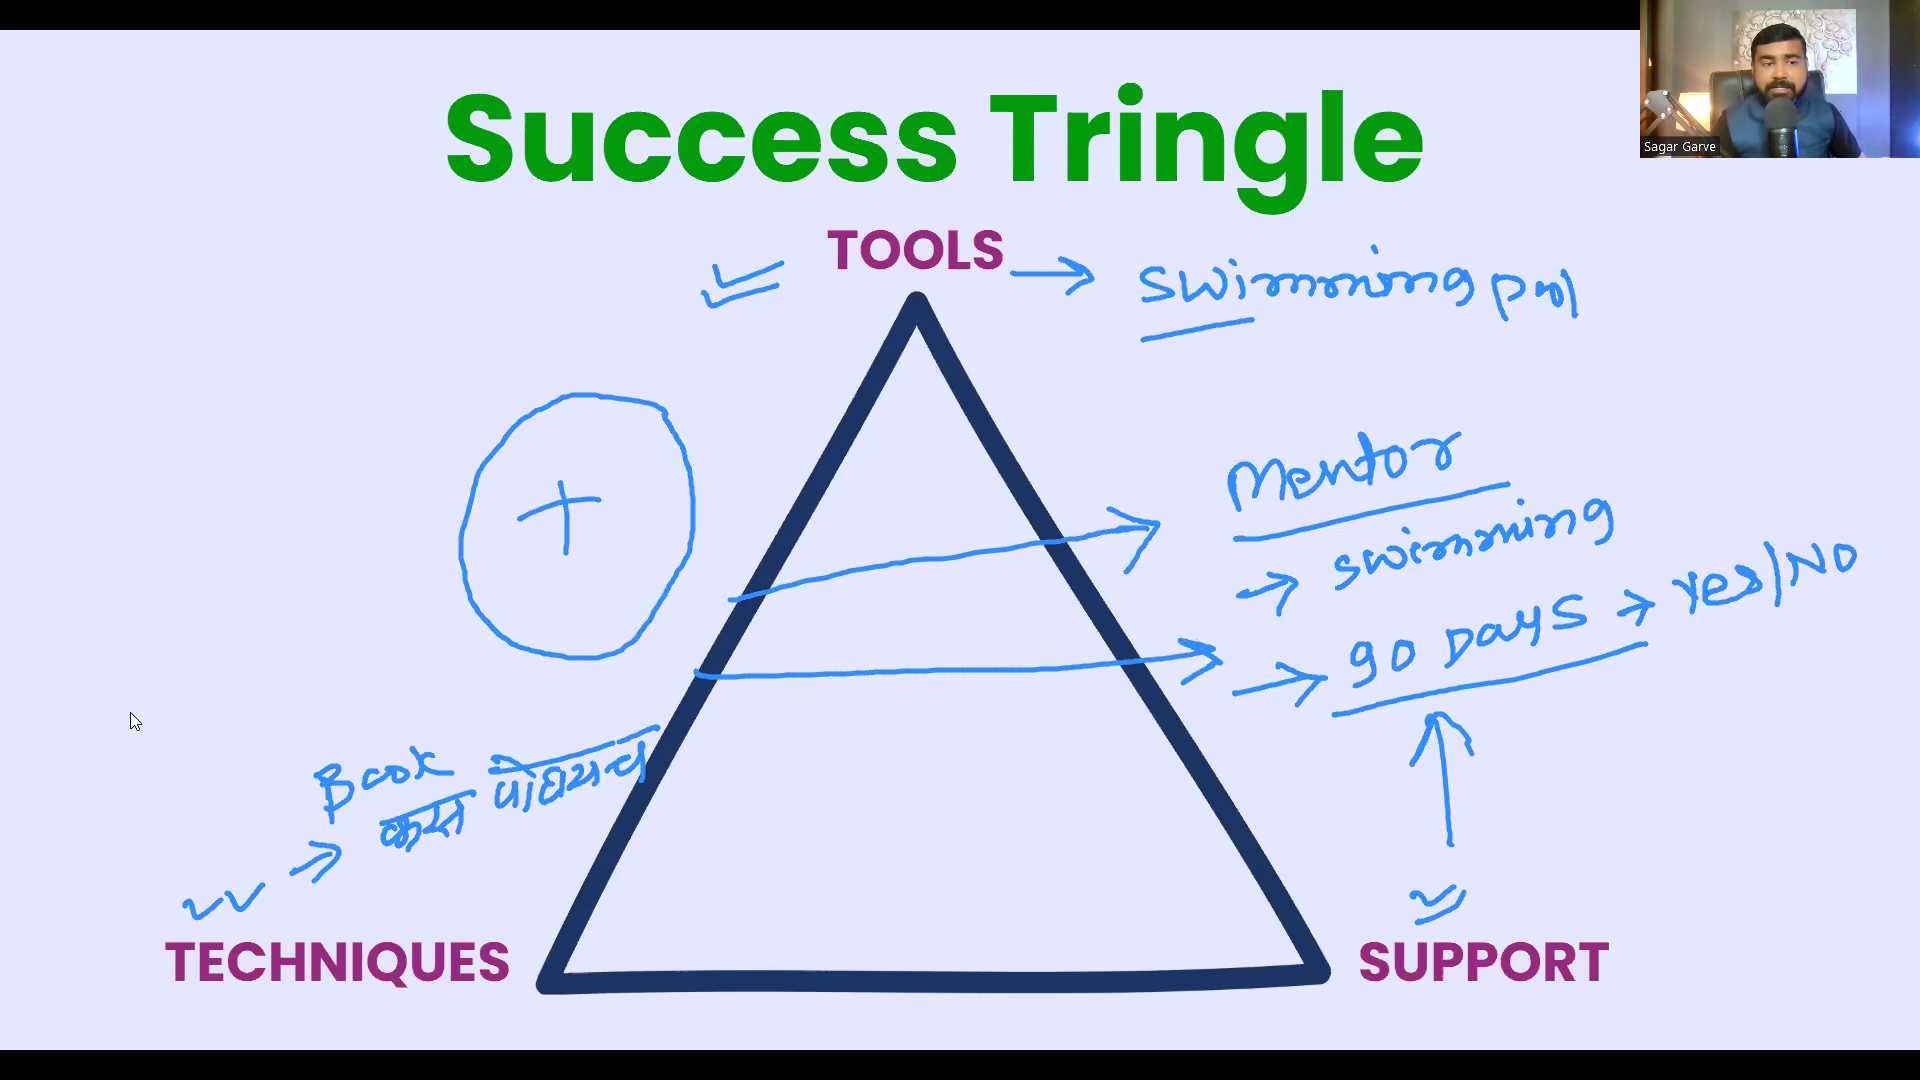 Success Tringle
Sagar Garve
TOOLS
swimming pool
Mentor
swimming
90 Days → Yes/NO
Book
कस पोहायचं
TECHNIQUES
SUPPORT